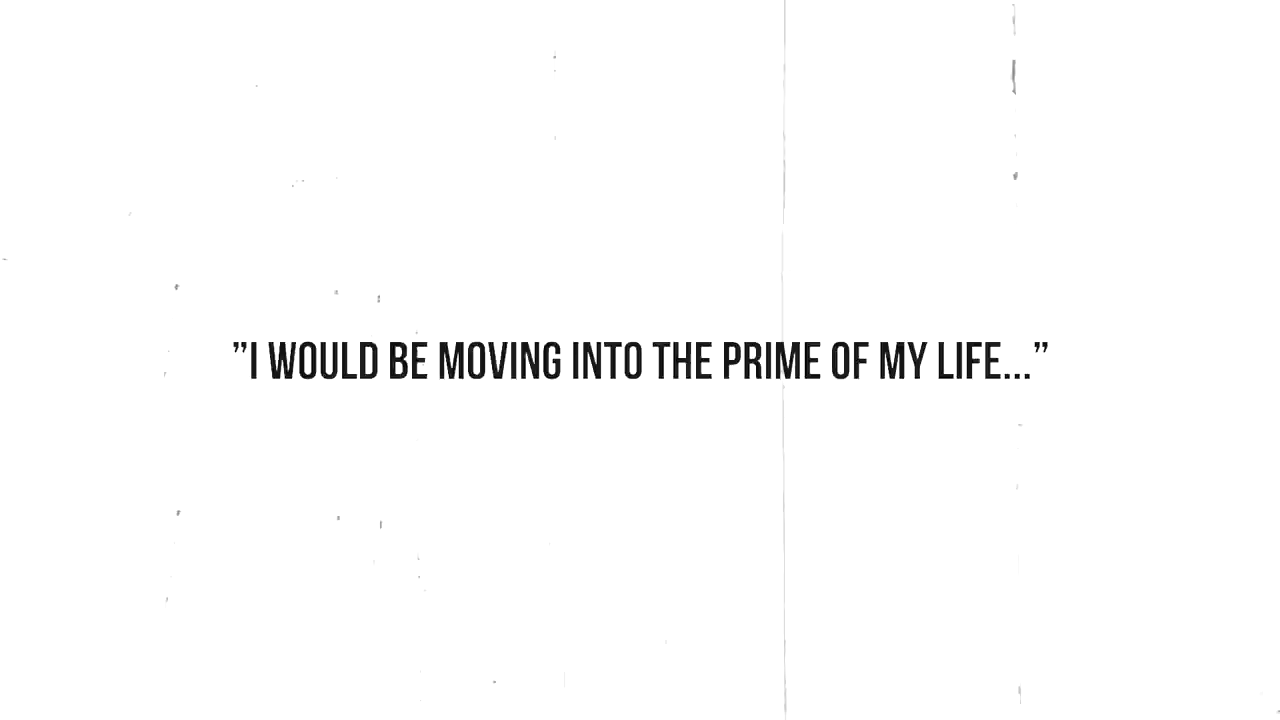 ”I WOULD BE MOVING INTO THE PRIME OF MY LIFE...”